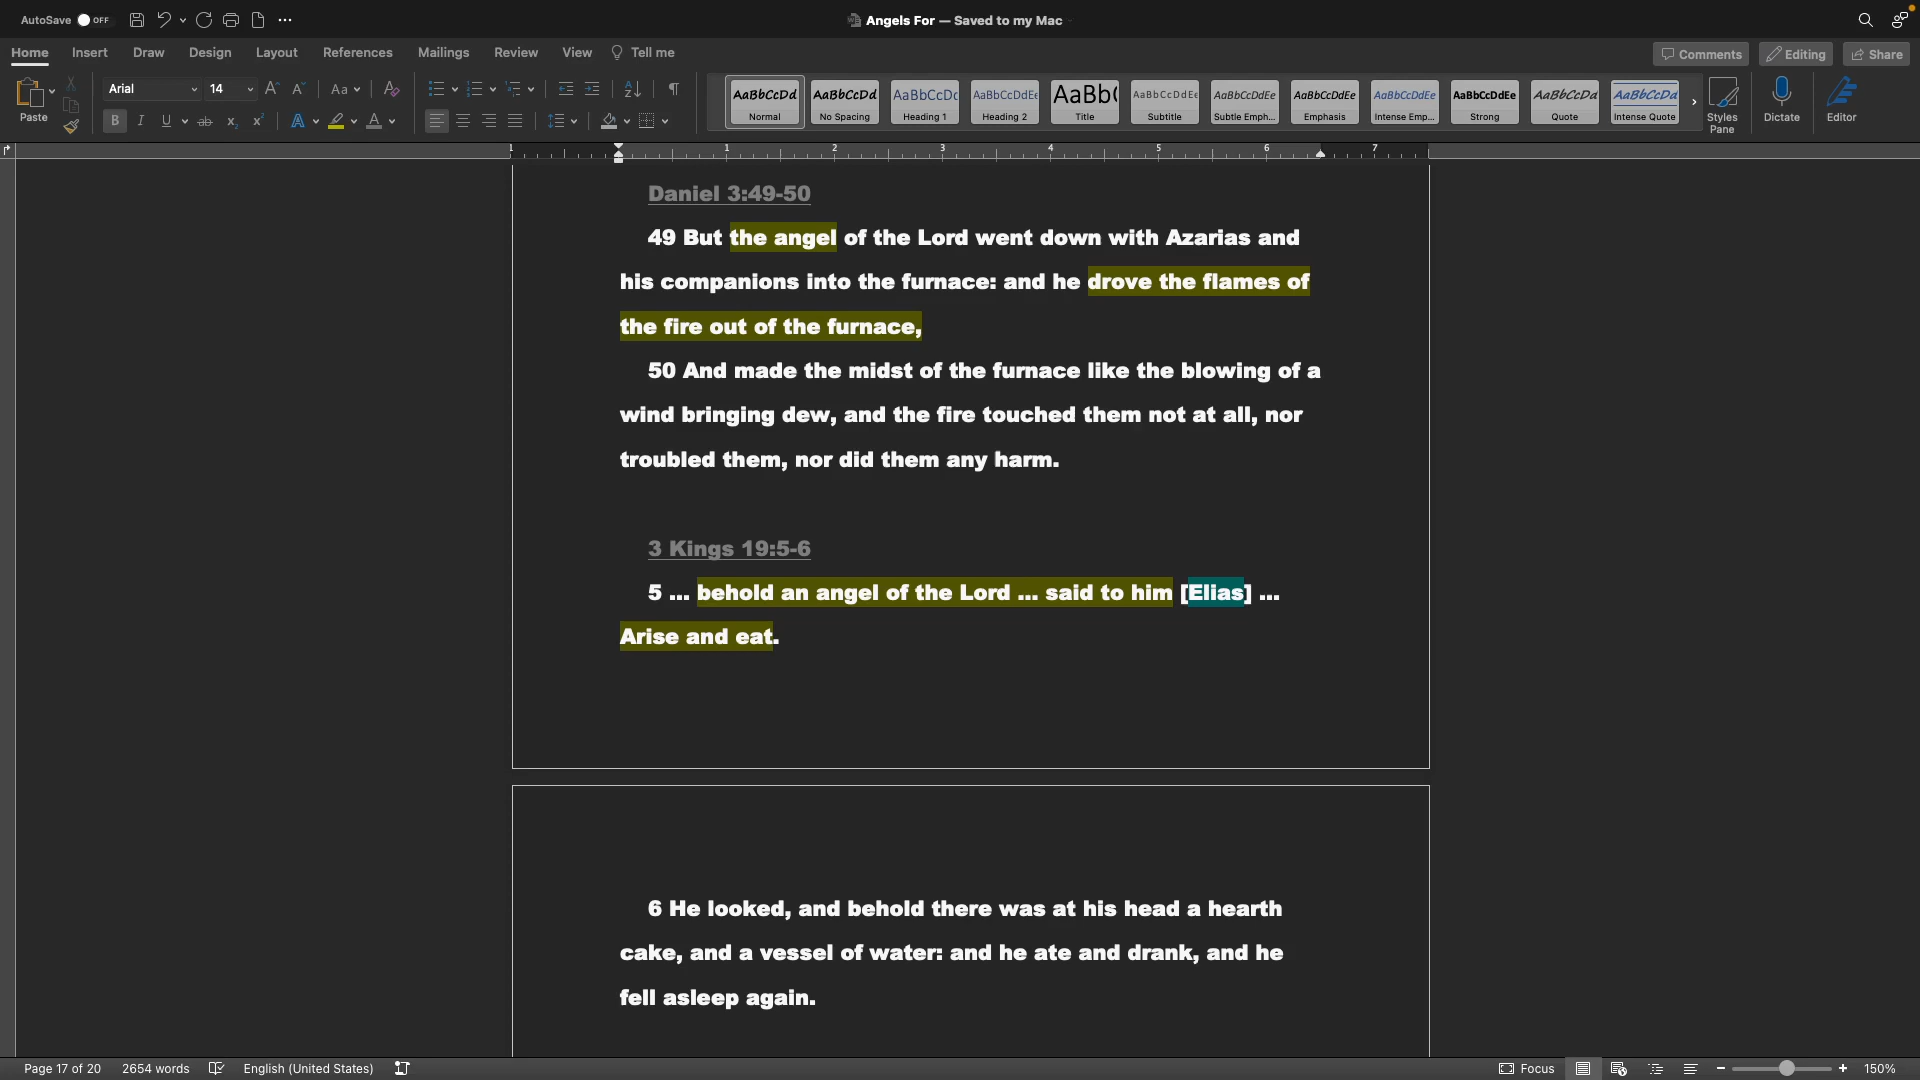 AutoSave OFF
Angels For — Saved to my Mac
Home Insert Draw Design Layout References Mailings Review View Tell me
Comments Editing Share
Paste
Arial 14
Aa
AaBbCcDd AaBbCcDd AaBbCcDc AaBbCcDdEe AaBb( AaBbCcDdEe AaBbCcDdEe AaBbCcDdEe AaBbCcDdEe AaBbCcDdEe AaBbCcDd AaBbCcDd
Normal No Spacing Heading 1 Heading 2 Title Subtitle Subtle Emph... Emphasis Intense Emp... Strong Quote Intense Quote
Styles Pane Dictate Editor
1 1 2 3 4 5 6 7
Daniel 3:49-50
49 But the angel of the Lord went down with Azarias and
his companions into the furnace: and he drove the flames of
the fire out of the furnace,
50 And made the midst of the furnace like the blowing of a
wind bringing dew, and the fire touched them not at all, nor
troubled them, nor did them any harm.
3 Kings 19:5-6
5 ... behold an angel of the Lord ... said to him [Elias] ...
Arise and eat.
6 He looked, and behold there was at his head a hearth
cake, and a vessel of water: and he ate and drank, and he
fell asleep again.
Page 17 of 20 2654 words English (United States) Focus 150%